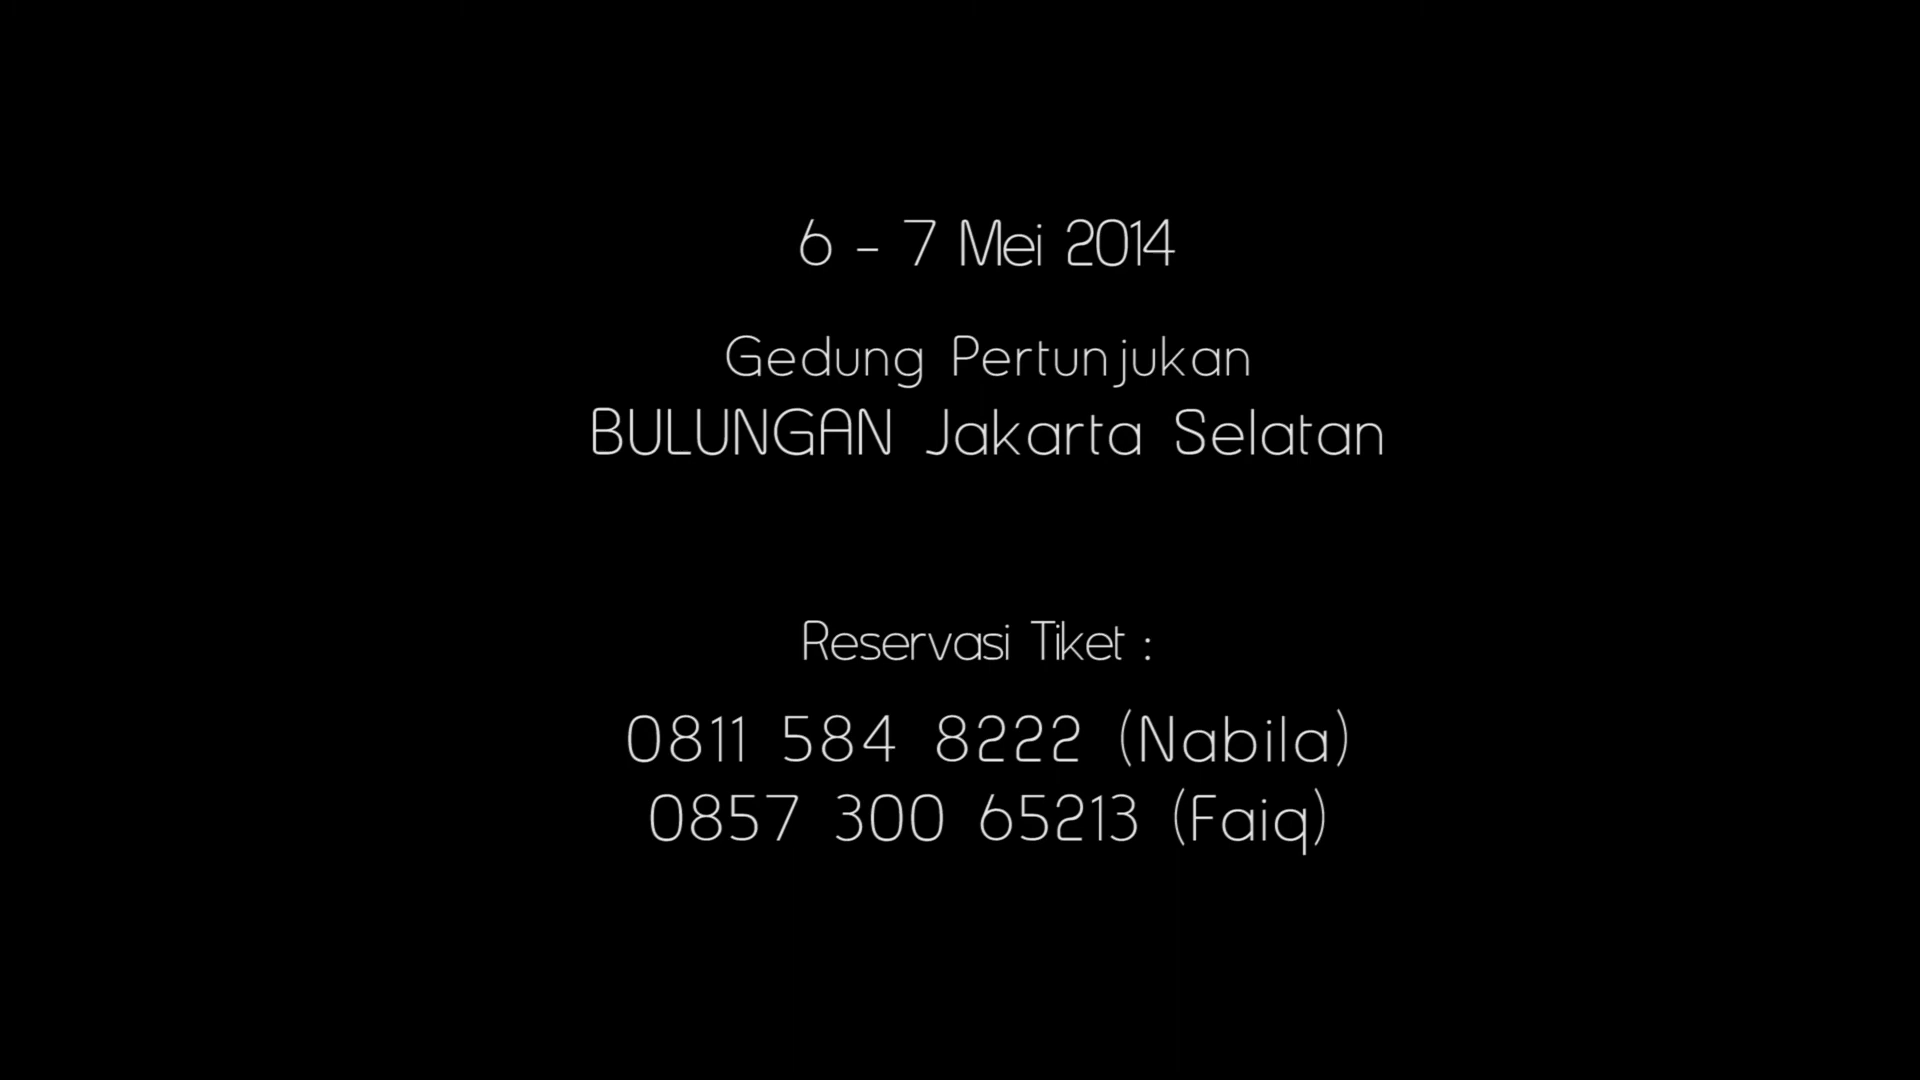 6 - 7 Mei 2014
Gedung Pertunjukan
BULUNGAN Jakarta Selatan
Reservasi Tiket :
0811 584 8222 (Nabila)
0857 300 65213 (Faiq)